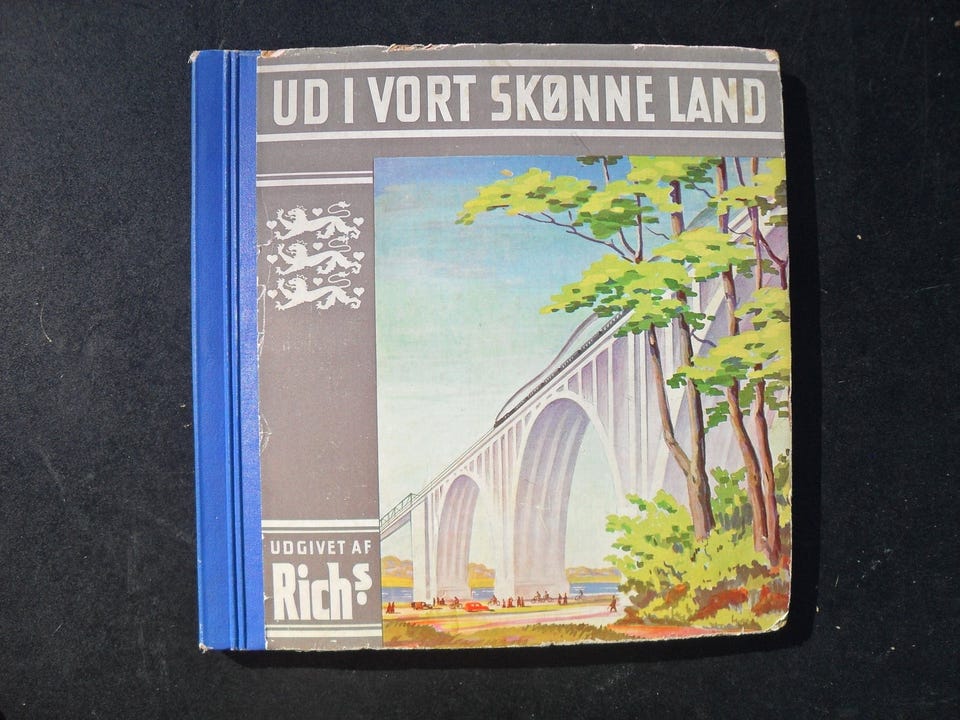 UD I VORT SKØNNE LAND
UDGIVET AF
Richs.